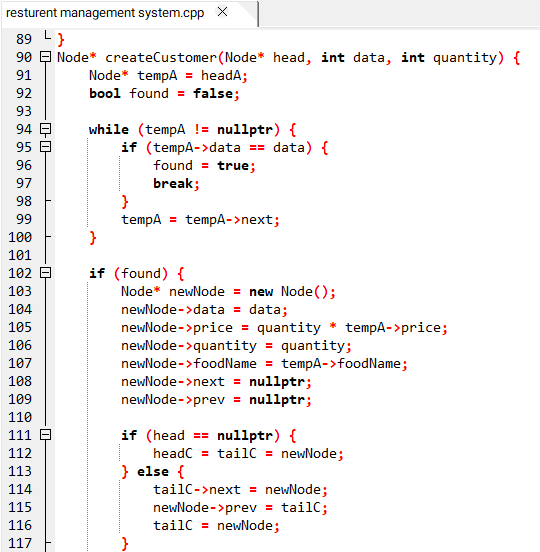 resturent management system.cpp
89 }
90 Node* createCustomer(Node* head, int data, int quantity) {
91     Node* tempA = headA;
92     bool found = false;
93
94     while (tempA != nullptr) {
95         if (tempA->data == data) {
96             found = true;
97             break;
98         }
99         tempA = tempA->next;
100     }
101
102     if (found) {
103         Node* newNode = new Node();
104         newNode->data = data;
105         newNode->price = quantity * tempA->price;
106         newNode->quantity = quantity;
107         newNode->foodName = tempA->foodName;
108         newNode->next = nullptr;
109         newNode->prev = nullptr;
110
111         if (head == nullptr) {
112             headC = tailC = newNode;
113         } else {
114             tailC->next = newNode;
115             newNode->prev = tailC;
116             tailC = newNode;
117         }